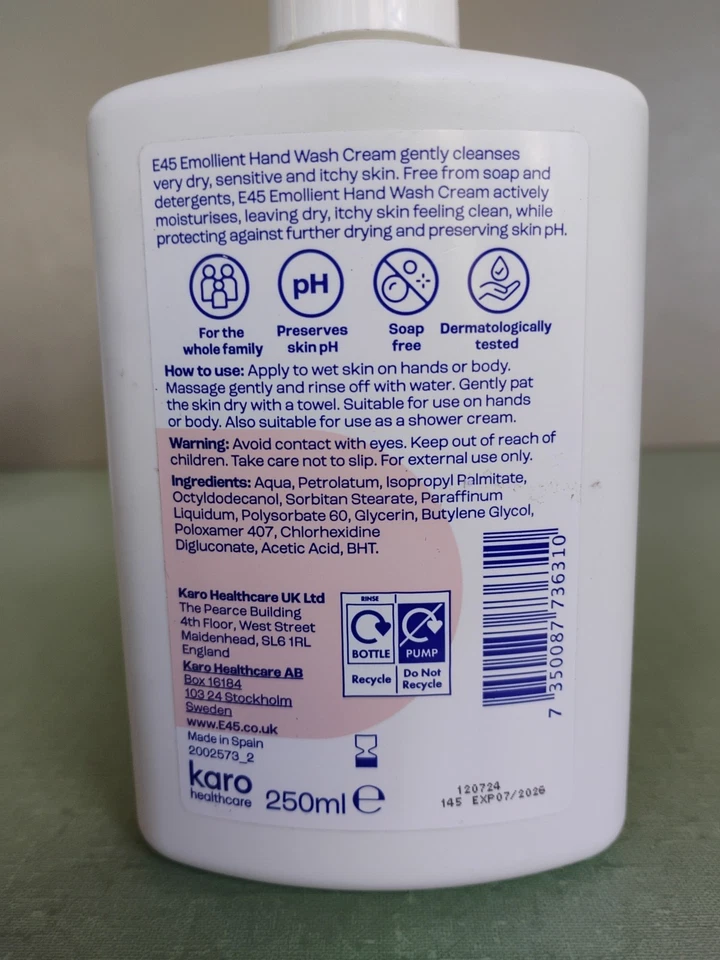 E45 Emollient Hand Wash Cream gently cleanses
very dry, sensitive and itchy skin. Free from soap and
detergents, E45 Emollient Hand Wash Cream actively
moisturises, leaving dry, itchy skin feeling clean, while
protecting against further drying and preserving skin pH.
pH
For the
whole family
Preserves
skin pH
Soap
free
Dermatologically
tested
How to use: Apply to wet skin on hands or body.
Massage gently and rinse off with water. Gently pat
the skin dry with a towel. Suitable for use on hands
or body. Also suitable for use as a shower cream.
Warning: Avoid contact with eyes. Keep out of reach of
children. Take care not to slip. For external use only.
Ingredients: Aqua, Petrolatum, Isopropyl Palmitate,
Octyldodecanol, Sorbitan Stearate, Paraffinum
Liquidum, Polysorbate 60, Glycerin, Butylene Glycol,
Poloxamer 407, Chlorhexidine
Digluconate, Acetic Acid, BHT.
Karo Healthcare UK Ltd
The Pearce Building
4th Floor, West Street
Maidenhead, SL6 1RL
England
Karo Healthcare AB
Box 16184
103 24 Stockholm
Sweden
www.E45.co.uk
Made in Spain
2002573_2
karo
healthcare
250ml e
RINSE
BOTTLE
PUMP
Recycle
Do Not
Recycle
7 350087 736310
120724
145 EXP07/2026